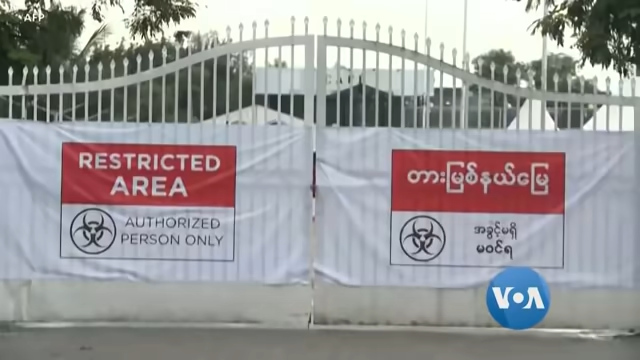 AFP
RESTRICTED
AREA
AUTHORIZED
PERSON ONLY
တားမြစ်နယ်မြေ
အခွင့်မရှိ
မဝင်ရ
VOA